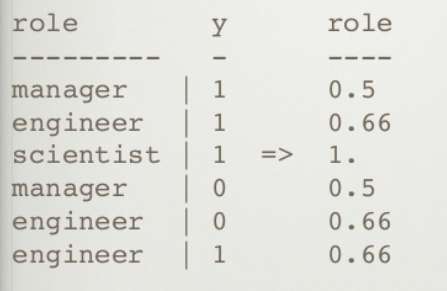 role y role
--------- - ----
manager | 1 0.5
engineer | 1 0.66
scientist | 1 => 1.
manager | 0 0.5
engineer | 0 0.66
engineer | 1 0.66